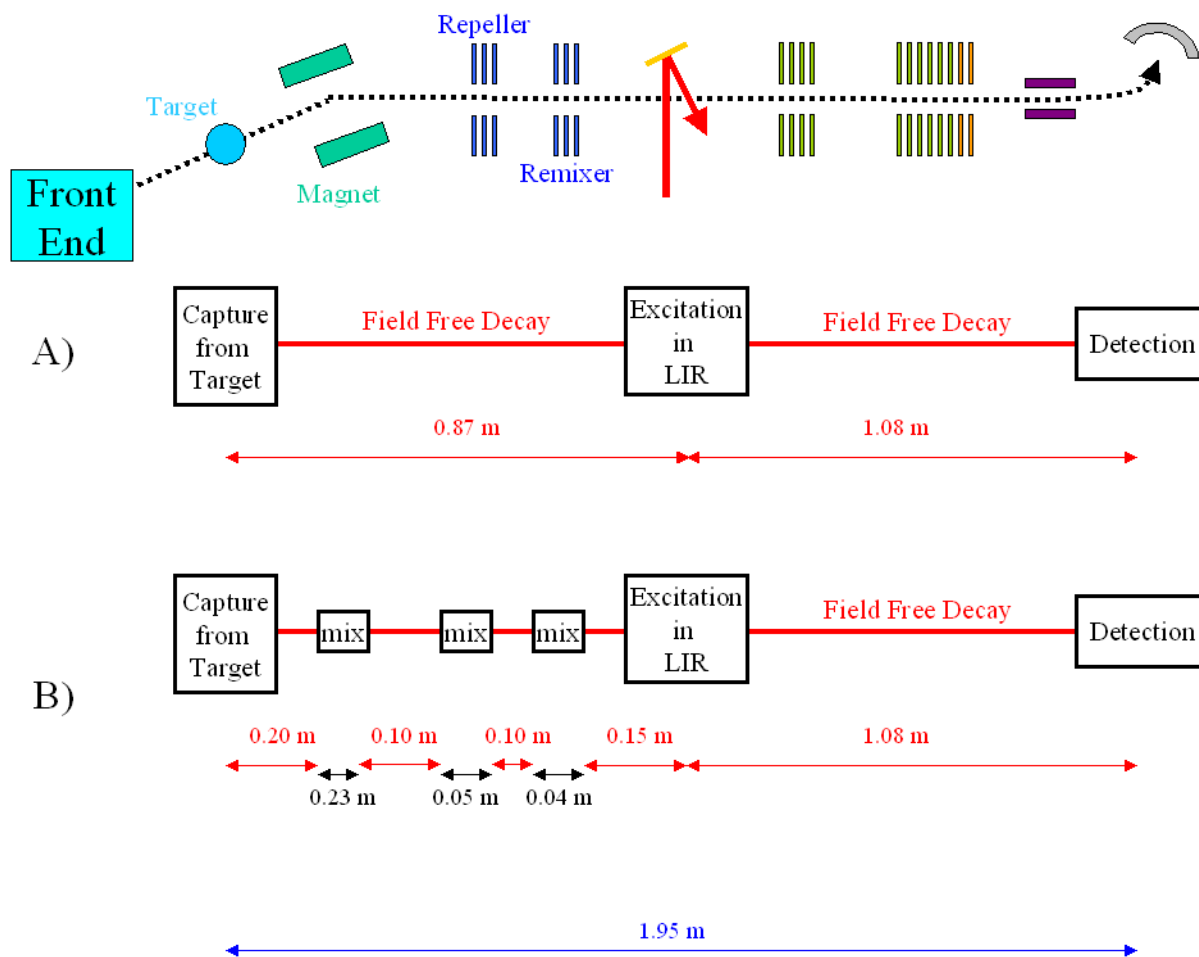 Repeller
Target
Remixer
Magnet
Front
End
A)
Capture
from
Target
Field Free Decay
Excitation
in
LIR
Field Free Decay
Detection
0.87 m
1.08 m
B)
Capture
from
Target
mix
mix
mix
Excitation
in
LIR
Field Free Decay
Detection
0.20 m
0.10 m
0.10 m
0.15 m
1.08 m
0.23 m
0.05 m
0.04 m
1.95 m